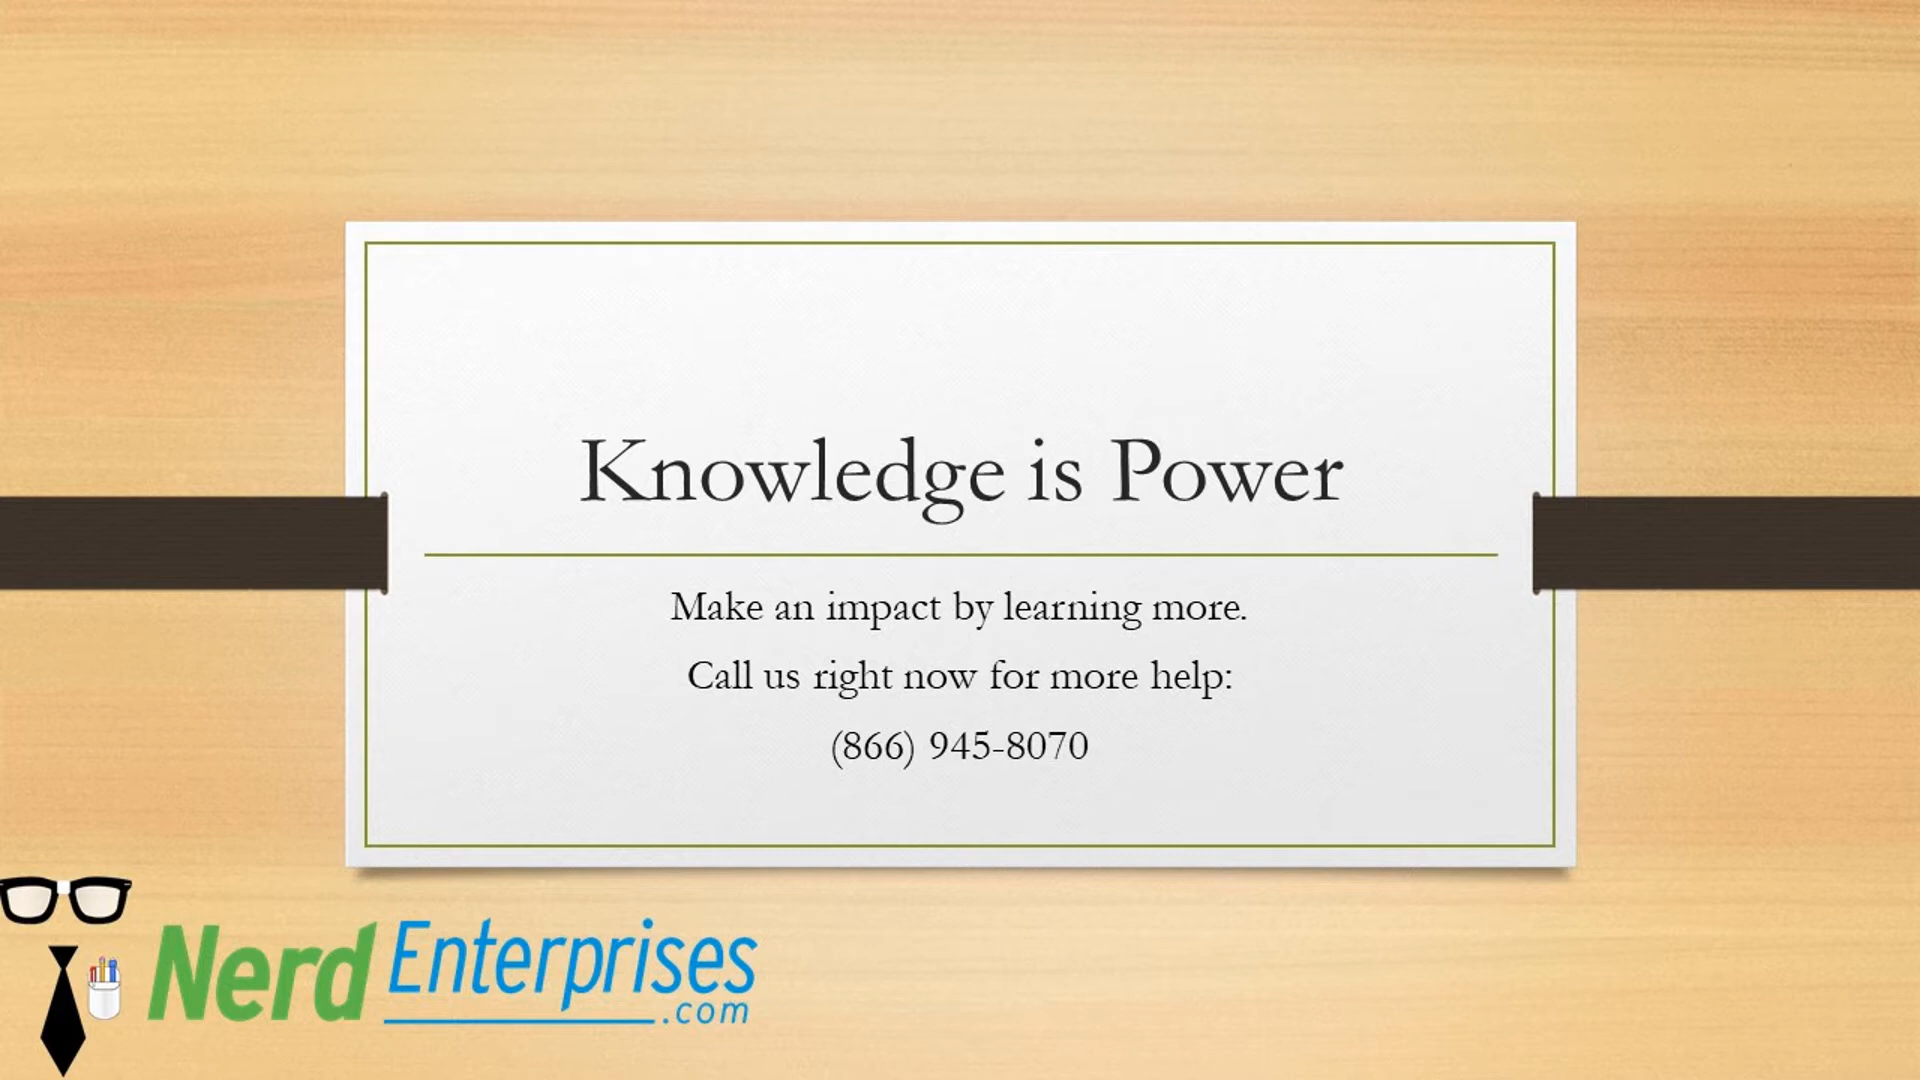 Knowledge is Power
Make an impact by learning more.
Call us right now for more help:
(866) 945-8070
Nerd Enterprises
.com